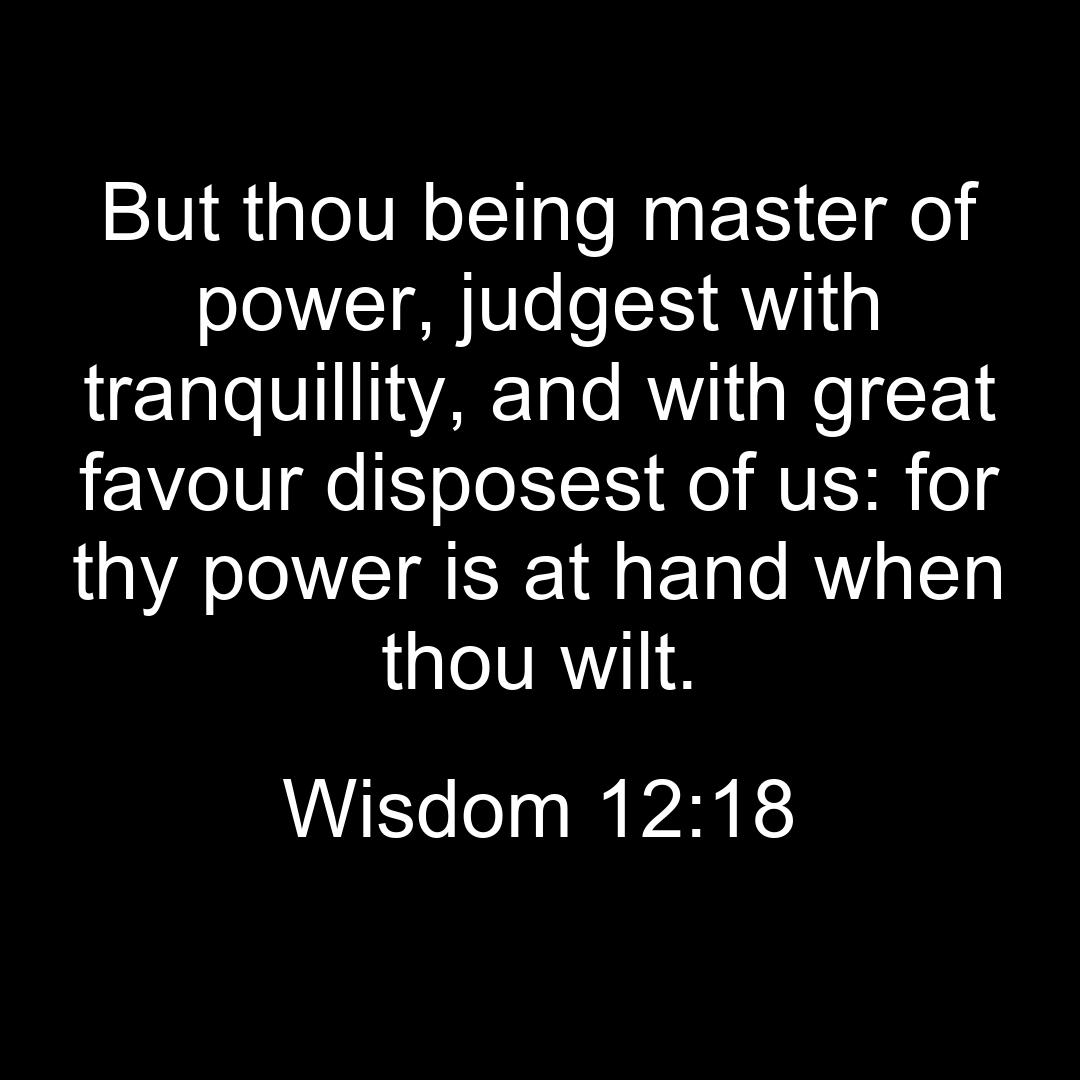 But thou being master of
power, judgest with
tranquillity, and with great
favour disposest of us: for
thy power is at hand when
thou wilt.
Wisdom 12:18